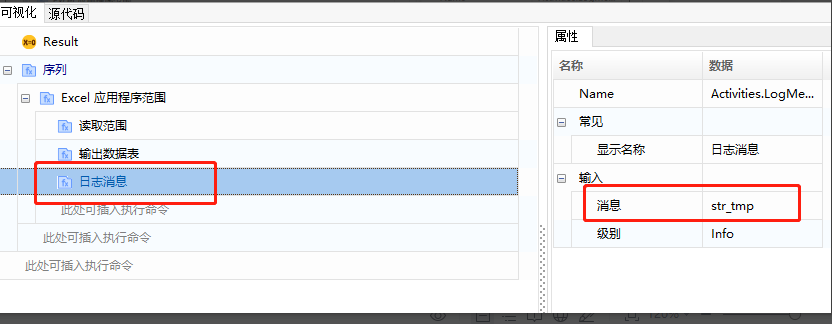 可视化 源代码
X=0 Result
序列
Excel 应用程序范围
读取范围
输出数据表
日志消息
此处可插入执行命令
此处可插入执行命令
此处可插入执行命令
属性
名称 数据
Name Activities.LogMe...
常见
显示名称 日志消息
输入
消息 str_tmp
级别 Info
120%